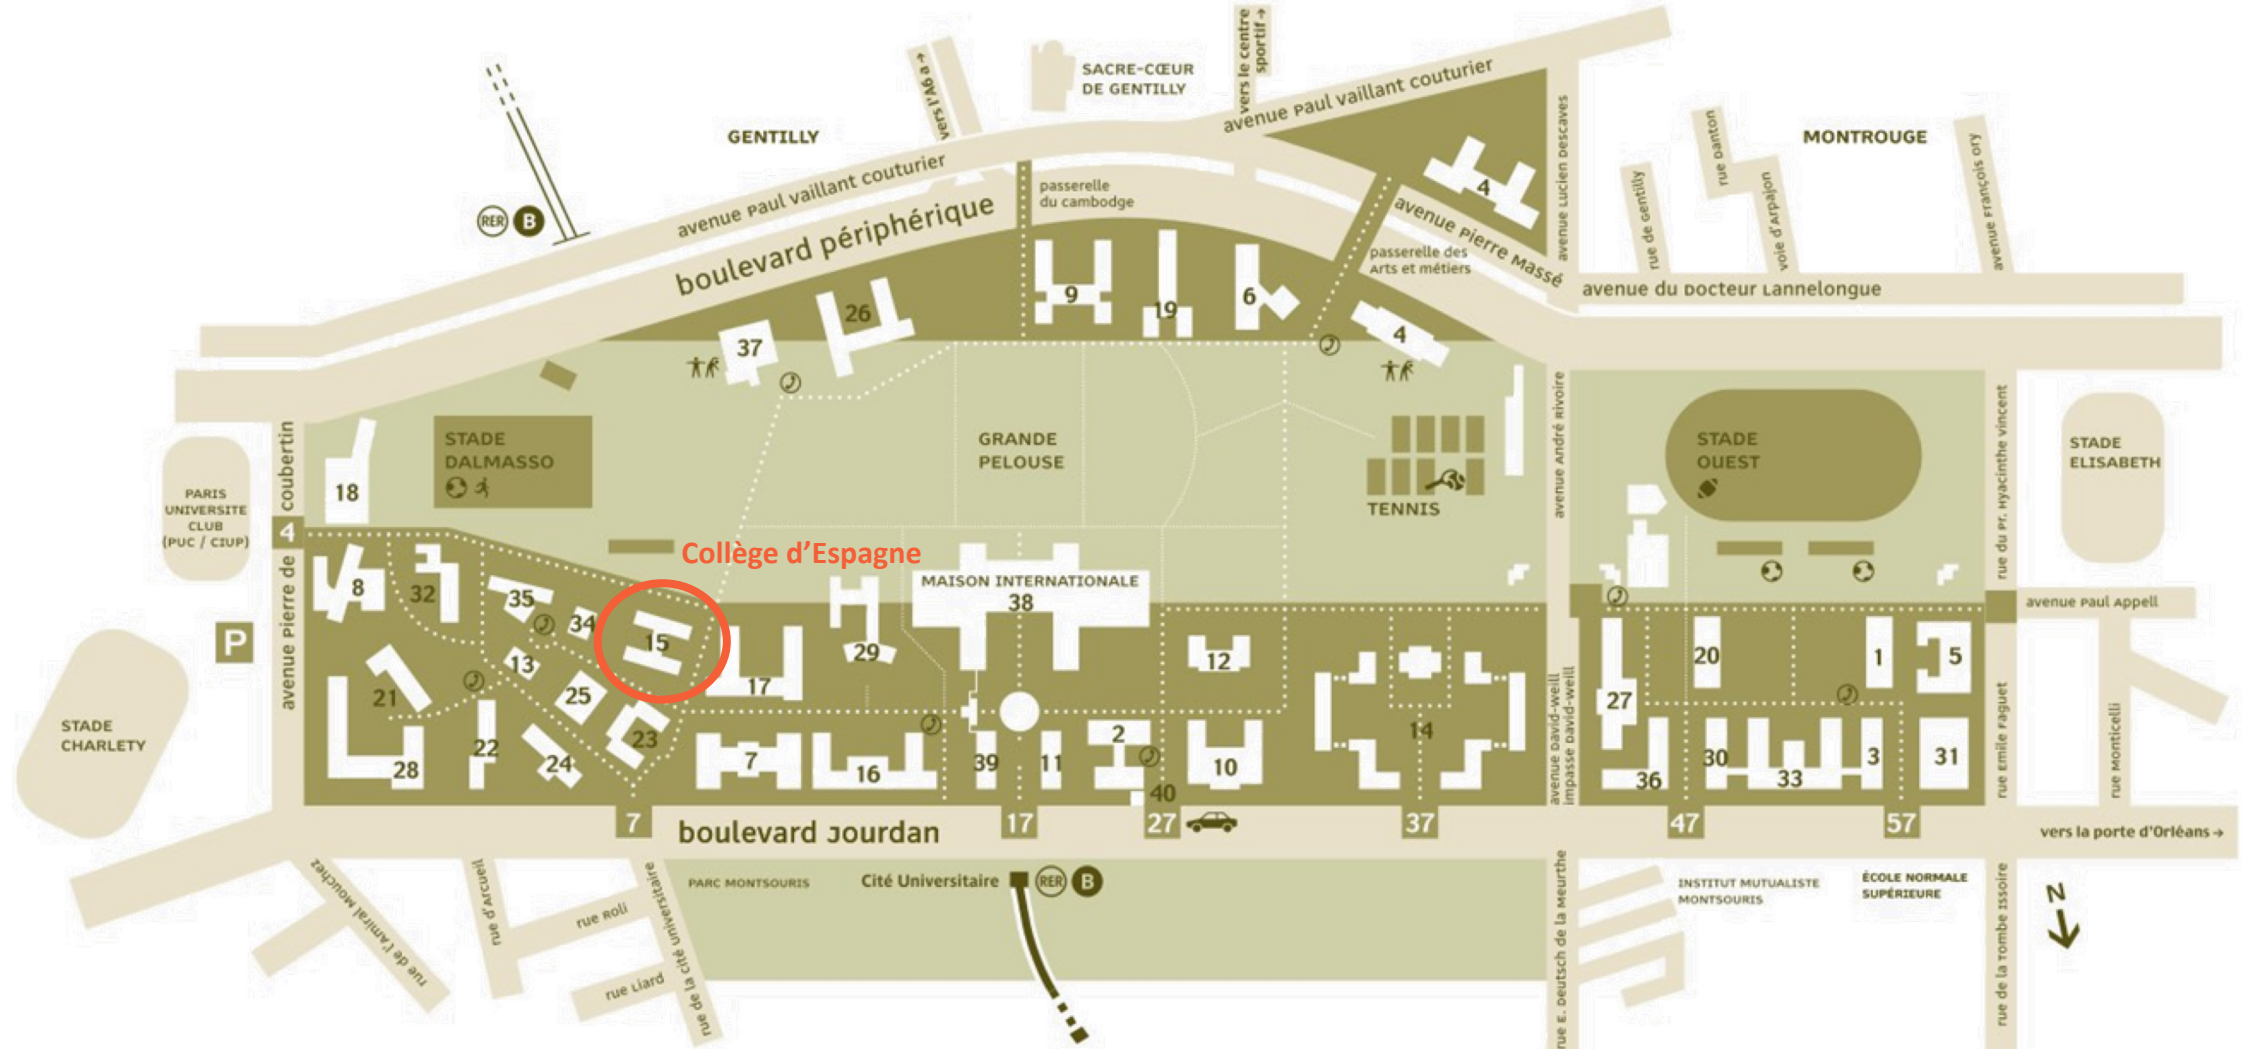 vers le centre
sportif →
avenue Paul vaillant couturier
SACRE-CŒUR
DE GENTILLY
vers l'A6 a →
GENTILLY
MONTROUGE
rue Danton
avenue François ory
avenue Lucien Descaves
rue de Gentilly
voie d'Arpajon
4
avenue Paul vaillant couturier
passerelle
du cambodge
avenue Pierre Massé
RER B
boulevard périphérique
passerelle des
Arts et métiers
avenue du Docteur Lannelongue
9
19
6
26
37
4
avenue Pierre de coubertin
STADE
DALMASSO
GRANDE
PELOUSE
TENNIS
avenue André Rivoire
STADE
OUEST
rue du Pr. Hyacinthe vincent
STADE
ELISABETH
PARIS
UNIVERSITE
CLUB
(PUC / CIUP)
18
4
Collège d'Espagne
MAISON INTERNATIONALE
38
8
32
35
34
15
13
25
17
29
12
avenue Paul Appell
P
21
23
28
22
24
7
16
39
11
2
40
10
14
27
20
1
5
36
30
33
3
31
STADE
CHARLETY
avenue David-weill
impasse David-weill
rue Emile Faguet
rue Monticelli
7
boulevard Jourdan
17
27
37
47
57
vers la porte d'Orléans →
rue de l'Amiral Mouchez
rue d'Arcueil
rue Roli
rue Liard
rue de la cité universitaire
PARC MONTSOURIS
Cité Universitaire RER B
rue E. Deutsch de la Meurthe
INSTITUT MUTUALISTE
MONTSOURIS
ÉCOLE NORMALE
SUPÉRIEURE
rue de la Tombe Issoire
N